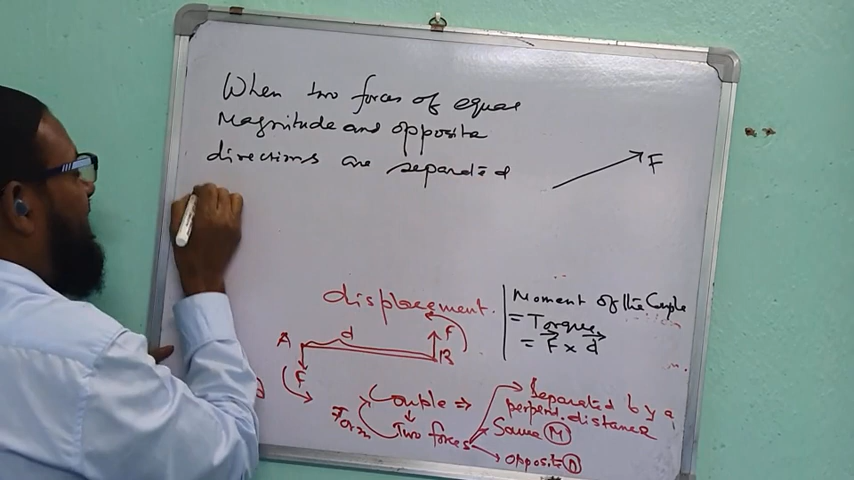 When two forces of equal
Magnitude and opposite
directions are separated
F
displacement.
A d F B
F
Moment of the Couple
= Torque
= F x d
Couple ⇒
Form
Two forces
Separated by a
perpend. distance
Same M
opposite D